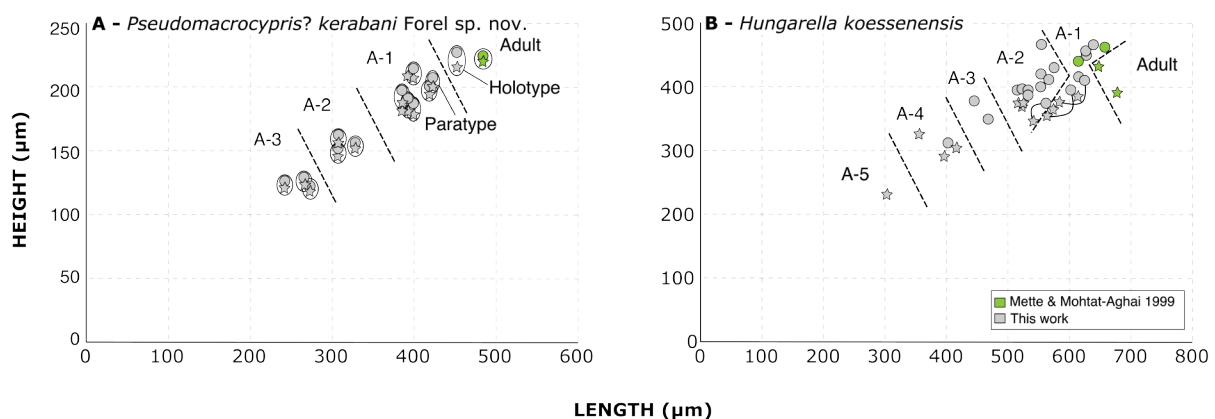 A - Pseudomacrocypris? kerabani Forel sp. nov.
HEIGHT (µm)
250
200
150
100
50
0
0 100 200 300 400 500 600
A-3
A-2
A-1
Adult
Holotype
Paratype
B - Hungarella koessenensis
500
400
300
200
100
0
0 100 200 300 400 500 600 700 800
A-5
A-4
A-3
A-2
A-1
Adult
Mette & Mohtat-Aghai 1999
This work
LENGTH (µm)